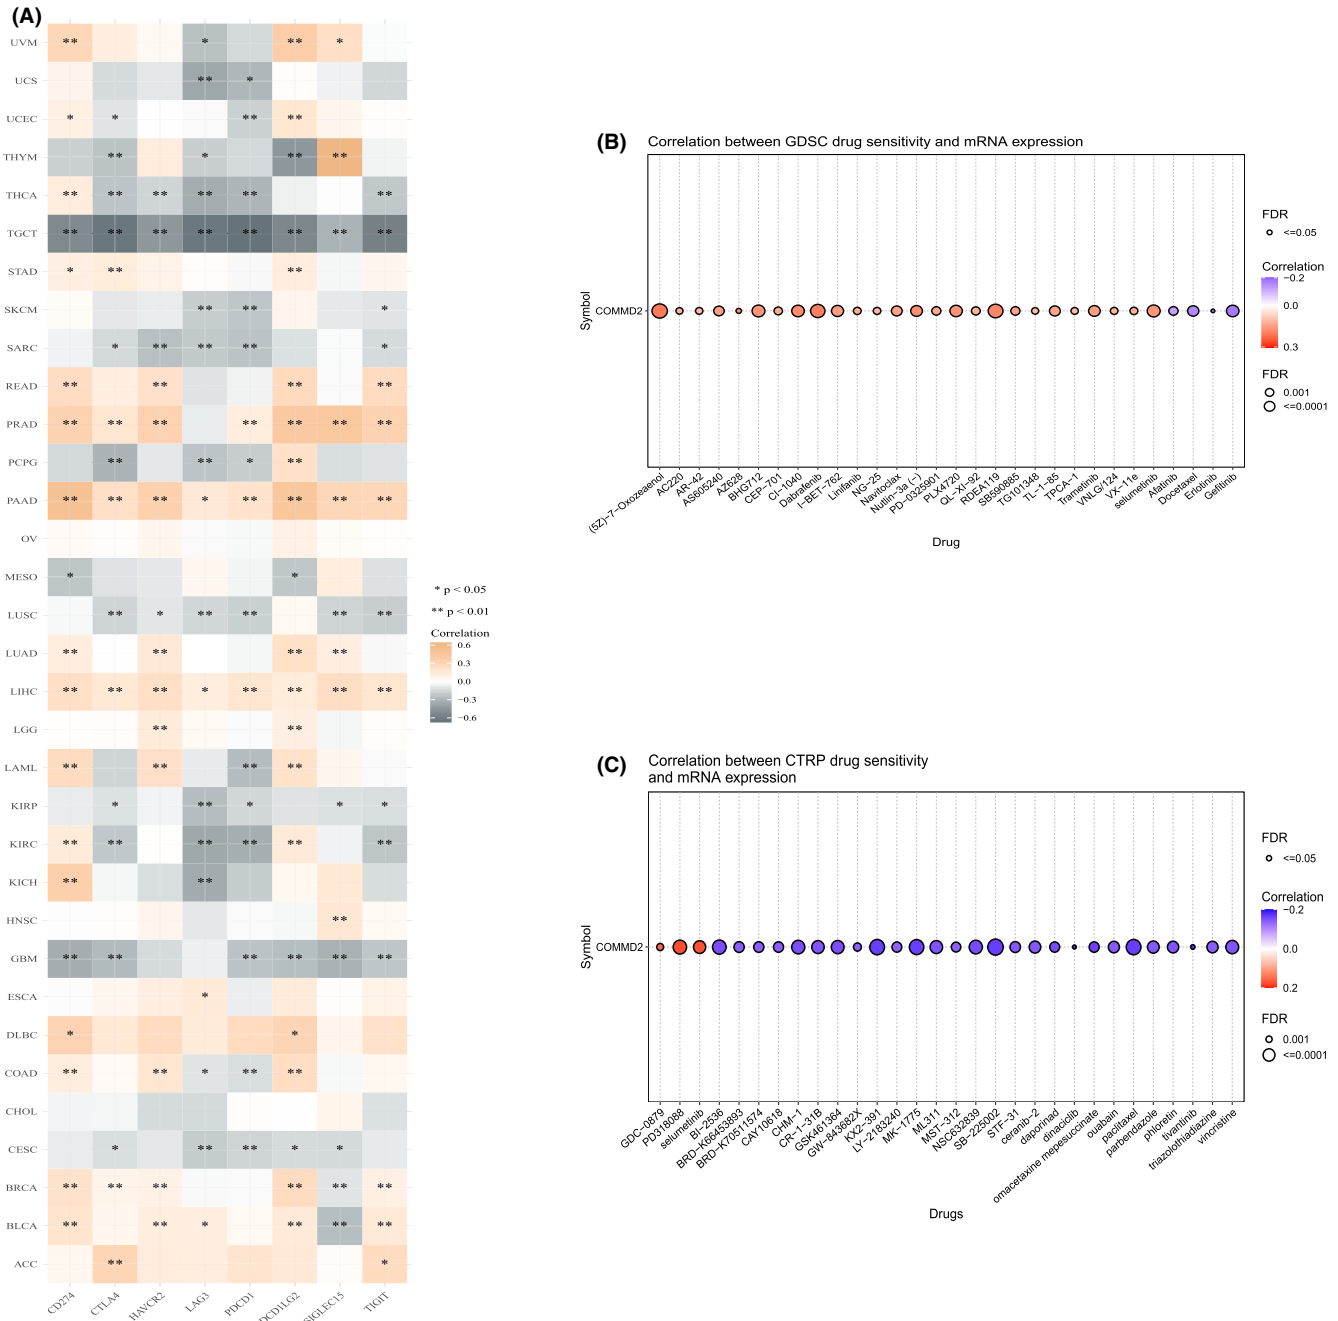 (A)
UVM ** * ** *
UCS ** *
UCEC * * ** **
THYM ** * ** **
THCA ** ** ** ** ** **
TGCT ** ** ** ** ** ** ** **
STAD * ** **
SKCM ** ** *
SARC * ** ** ** *
READ ** ** ** **
PRAD ** ** ** ** ** ** **
PCPG ** ** * **
PAAD ** ** ** * ** ** ** **
OV
MESO * *
LUSC ** * ** ** ** **
LUAD ** ** ** **
LIHC ** ** ** * ** ** ** **
LGG ** **
LAML ** ** ** **
KIRP * ** * * *
KIRC ** ** ** ** ** **
KICH ** **
HNSC **
GBM ** ** ** ** ** **
ESCA *
DLBC * *
COAD ** ** * ** **
CHOL
CESC * ** ** * *
BRCA ** ** ** ** ** **
BLCA ** ** * ** ** **
ACC ** *
CD274
CTLA4
HAVCR2
LAG3
PDCD1
DCD1LG2
SIGLEC15
TIGIT
* p < 0.05
** p < 0.01
Correlation
0.6
0.3
0.0
−0.3
−0.6
(B)
Correlation between GDSC drug sensitivity and mRNA expression
Symbol
COMMD2
(5Z)−7−Oxozeaenol
AC220
AR−42
AS605240
AZ628
BHG712
CEP−701
CI−1040
Dabrafenib
I−BET−762
Linifanib
NG−25
Navitoclax
Nutlin−3a (−)
PD−0325901
PLX4720
QL−XI−92
RDEA119
SB590885
TG101348
TL−1−85
TPCA−1
Trametinib
VNLG/124
VX−11e
selumetinib
Afatinib
Docetaxel
Erlotinib
Gefitinib
Drug
FDR
<=0.05
Correlation
−0.2
0.0
0.3
FDR
0.001
<=0.0001
(C)
Correlation between CTRP drug sensitivity
and mRNA expression
Symbol
COMMD2
GDC−0879
PD318088
selumetinib
BI−2536
BRD−K66453893
BRD−K70511574
CAY10618
CHM−1
CR−1−31B
GSK461364
GW−843682X
KX2−391
LY−2183240
MK−1775
ML311
MST−312
NSC632839
SB−225002
STF−31
ceranib−2
daporinad
dinaciclib
omacetaxine mepesuccinate
ouabain
paclitaxel
parbendazole
phloretin
tivantinib
triazolothiadiazine
vincristine
Drugs
FDR
<=0.05
Correlation
−0.2
0.0
0.2
FDR
0.001
<=0.0001